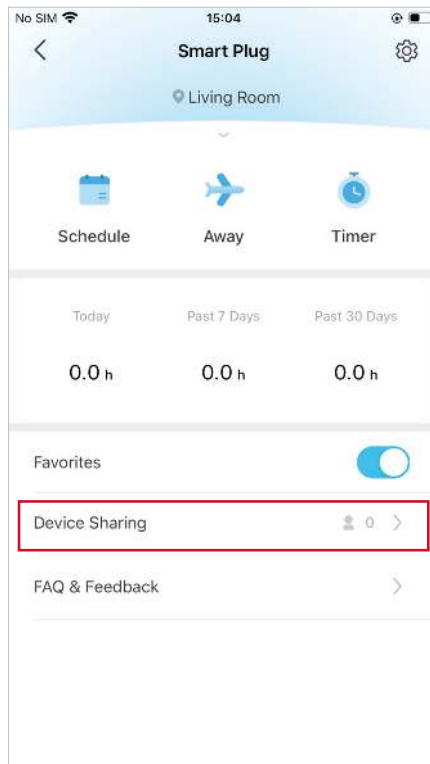 No SIM 15:04
Smart Plug
Living Room
Schedule Away Timer
Today Past 7 Days Past 30 Days
0.0 h 0.0 h 0.0 h
Favorites
Device Sharing 0
FAQ & Feedback